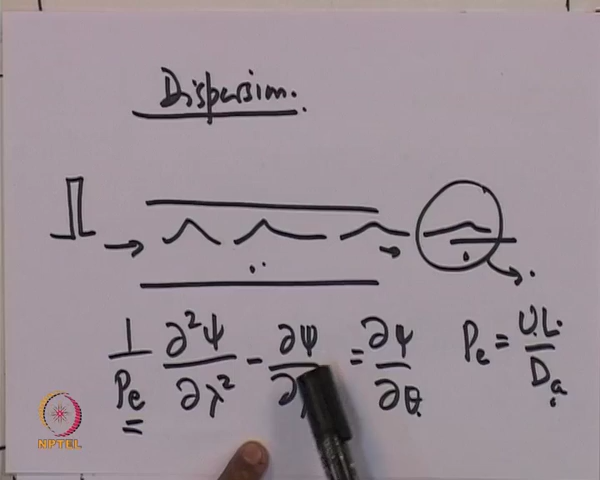 Dispersion.
1/Pe ∂²ψ/∂λ² - ∂ψ/∂λ = ∂ψ/∂θ
Pe = UL/Da
NPTEL